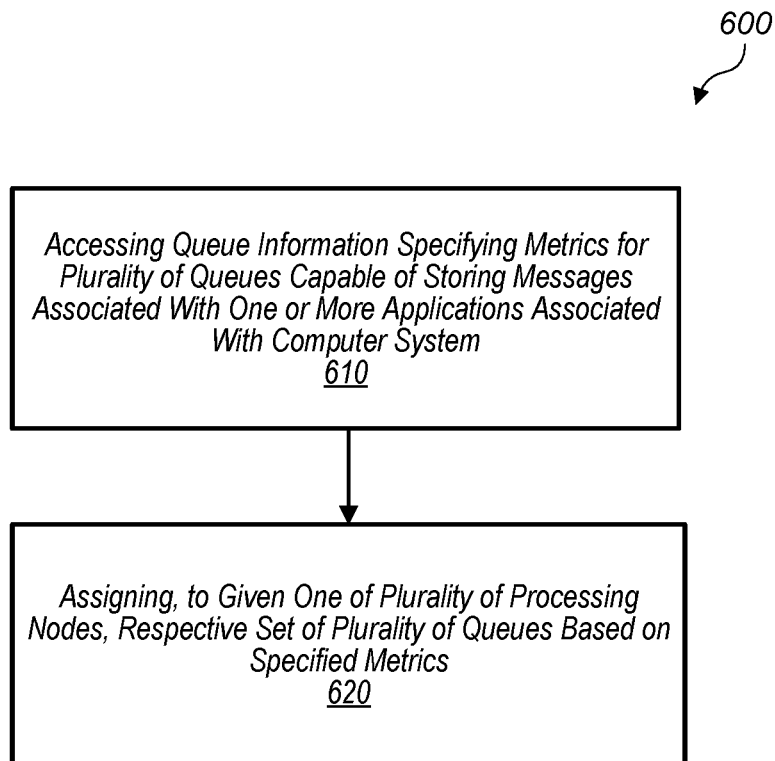 600
Accessing Queue Information Specifying Metrics for
Plurality of Queues Capable of Storing Messages
Associated With One or More Applications Associated
With Computer System
610
Assigning, to Given One of Plurality of Processing
Nodes, Respective Set of Plurality of Queues Based on
Specified Metrics
620